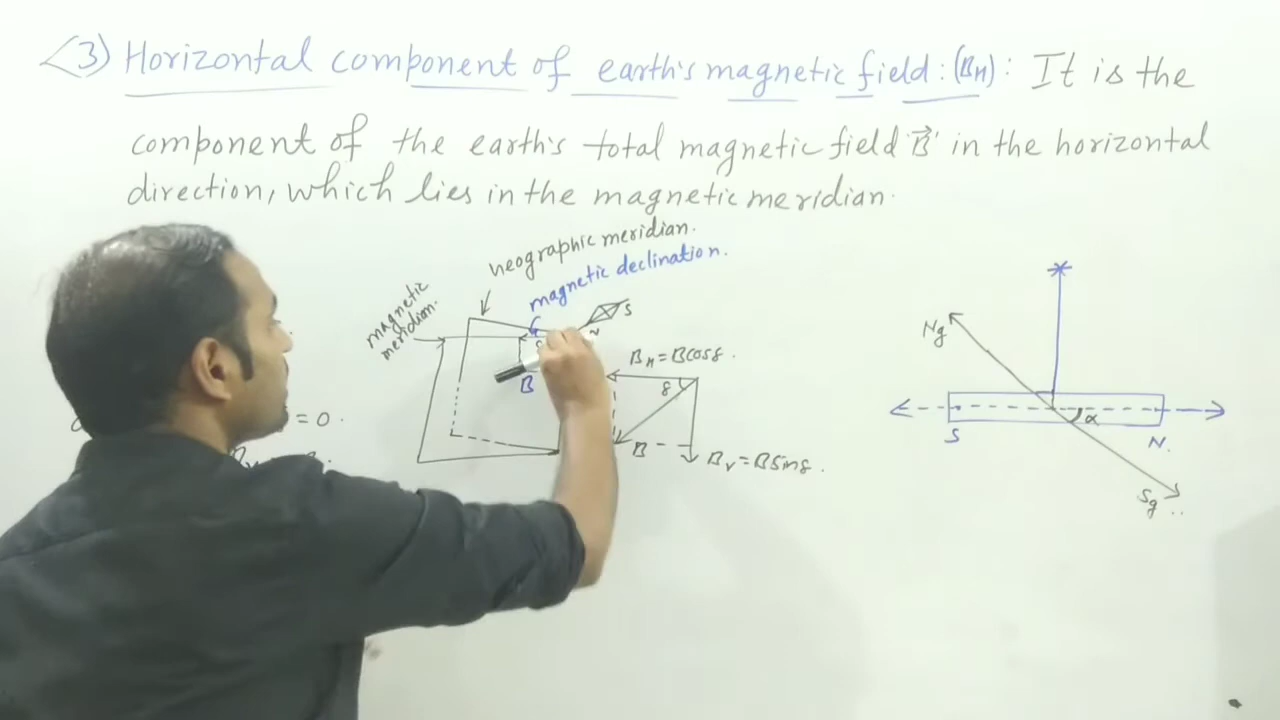 (3) Horizontal component of earth's magnetic field : (BH) : It is the
component of the earth's total magnetic field 'B⃗' in the horizontal
direction, which lies in the magnetic meridian.
neographic meridian.
magnetic declination.
magnetic
meridian.
S
N
B
BH = Bcosδ.
δ
B
BV = Bsinδ.
= 0.
Ng
α
S
N.
Sg